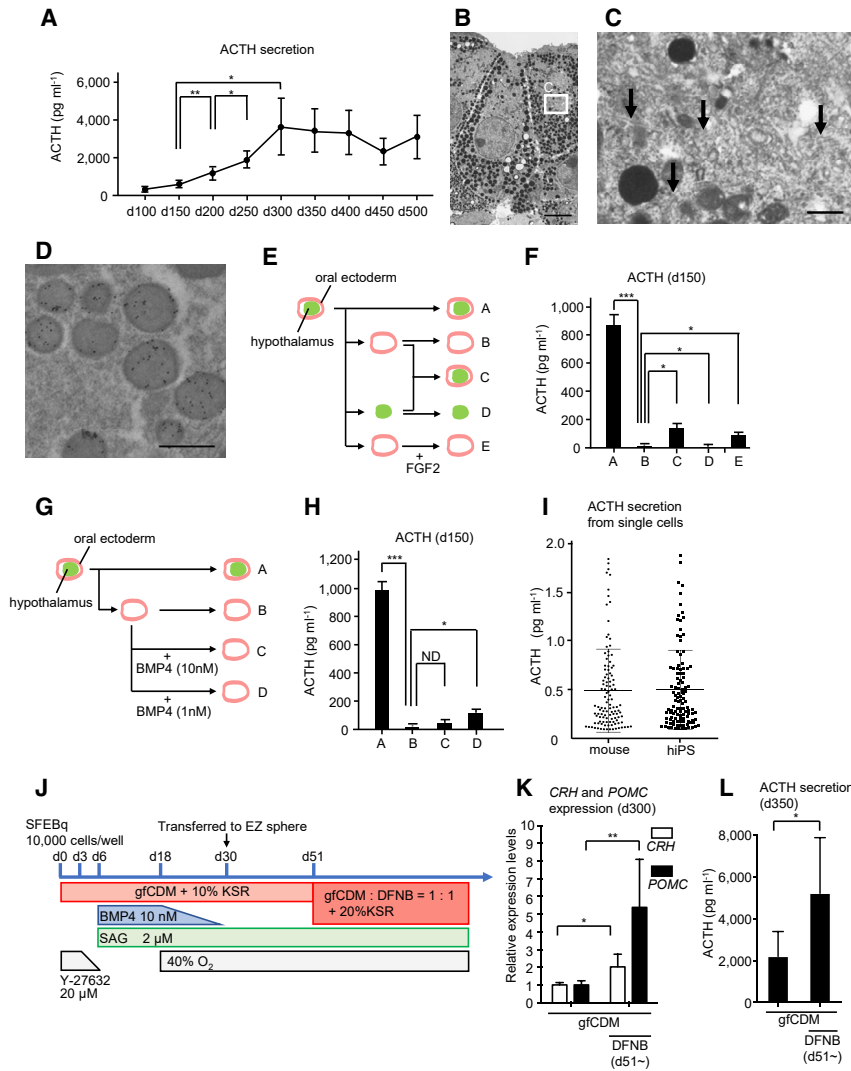 A
ACTH secretion
ACTH
(pg ml-1)
6,000
4,000
2,000
0
*
**
*
d100 d150 d200 d250 d300 d350 d400 d450 d500
B
C
C
D
E
oral ectoderm
hypothalamus
A
B
C
D
E
+
FGF2
F
ACTH (d150)
ACTH (pg ml-1)
1,000
800
600
400
200
0
***
*
*
*
A B C D E
G
oral ectoderm
hypothalamus
A
B
C
+
BMP4 (10nM)
D
+
BMP4 (1nM)
H
ACTH (d150)
ACTH (pg ml-1)
1,200
1,000
800
600
400
200
0
***
*
ND
A B C D
I
ACTH secretion
from single cells
ACTH (pg ml-1)
2.0
1.5
1.0
0.5
0
mouse hiPS
J
SFEBq
10,000 cells/well
Transferred to EZ sphere
d0 d3 d6 d18 d30 d51
gfCDM + 10% KSR
gfCDM : DFNB = 1 : 1
+ 20%KSR
BMP4 10 nM
SAG 2 μM
40% O2
Y-27632
20 μM
K
CRH and POMC
expression (d300)
Relative expression levels
10
9
8
7
6
5
4
3
2
1
0
**
*
CRH
POMC
gfCDM
DFNB
(d51~)
L
ACTH secretion
(d350)
ACTH (pg ml-1)
8,000
6,000
4,000
2,000
0
*
gfCDM
DFNB
(d51~)